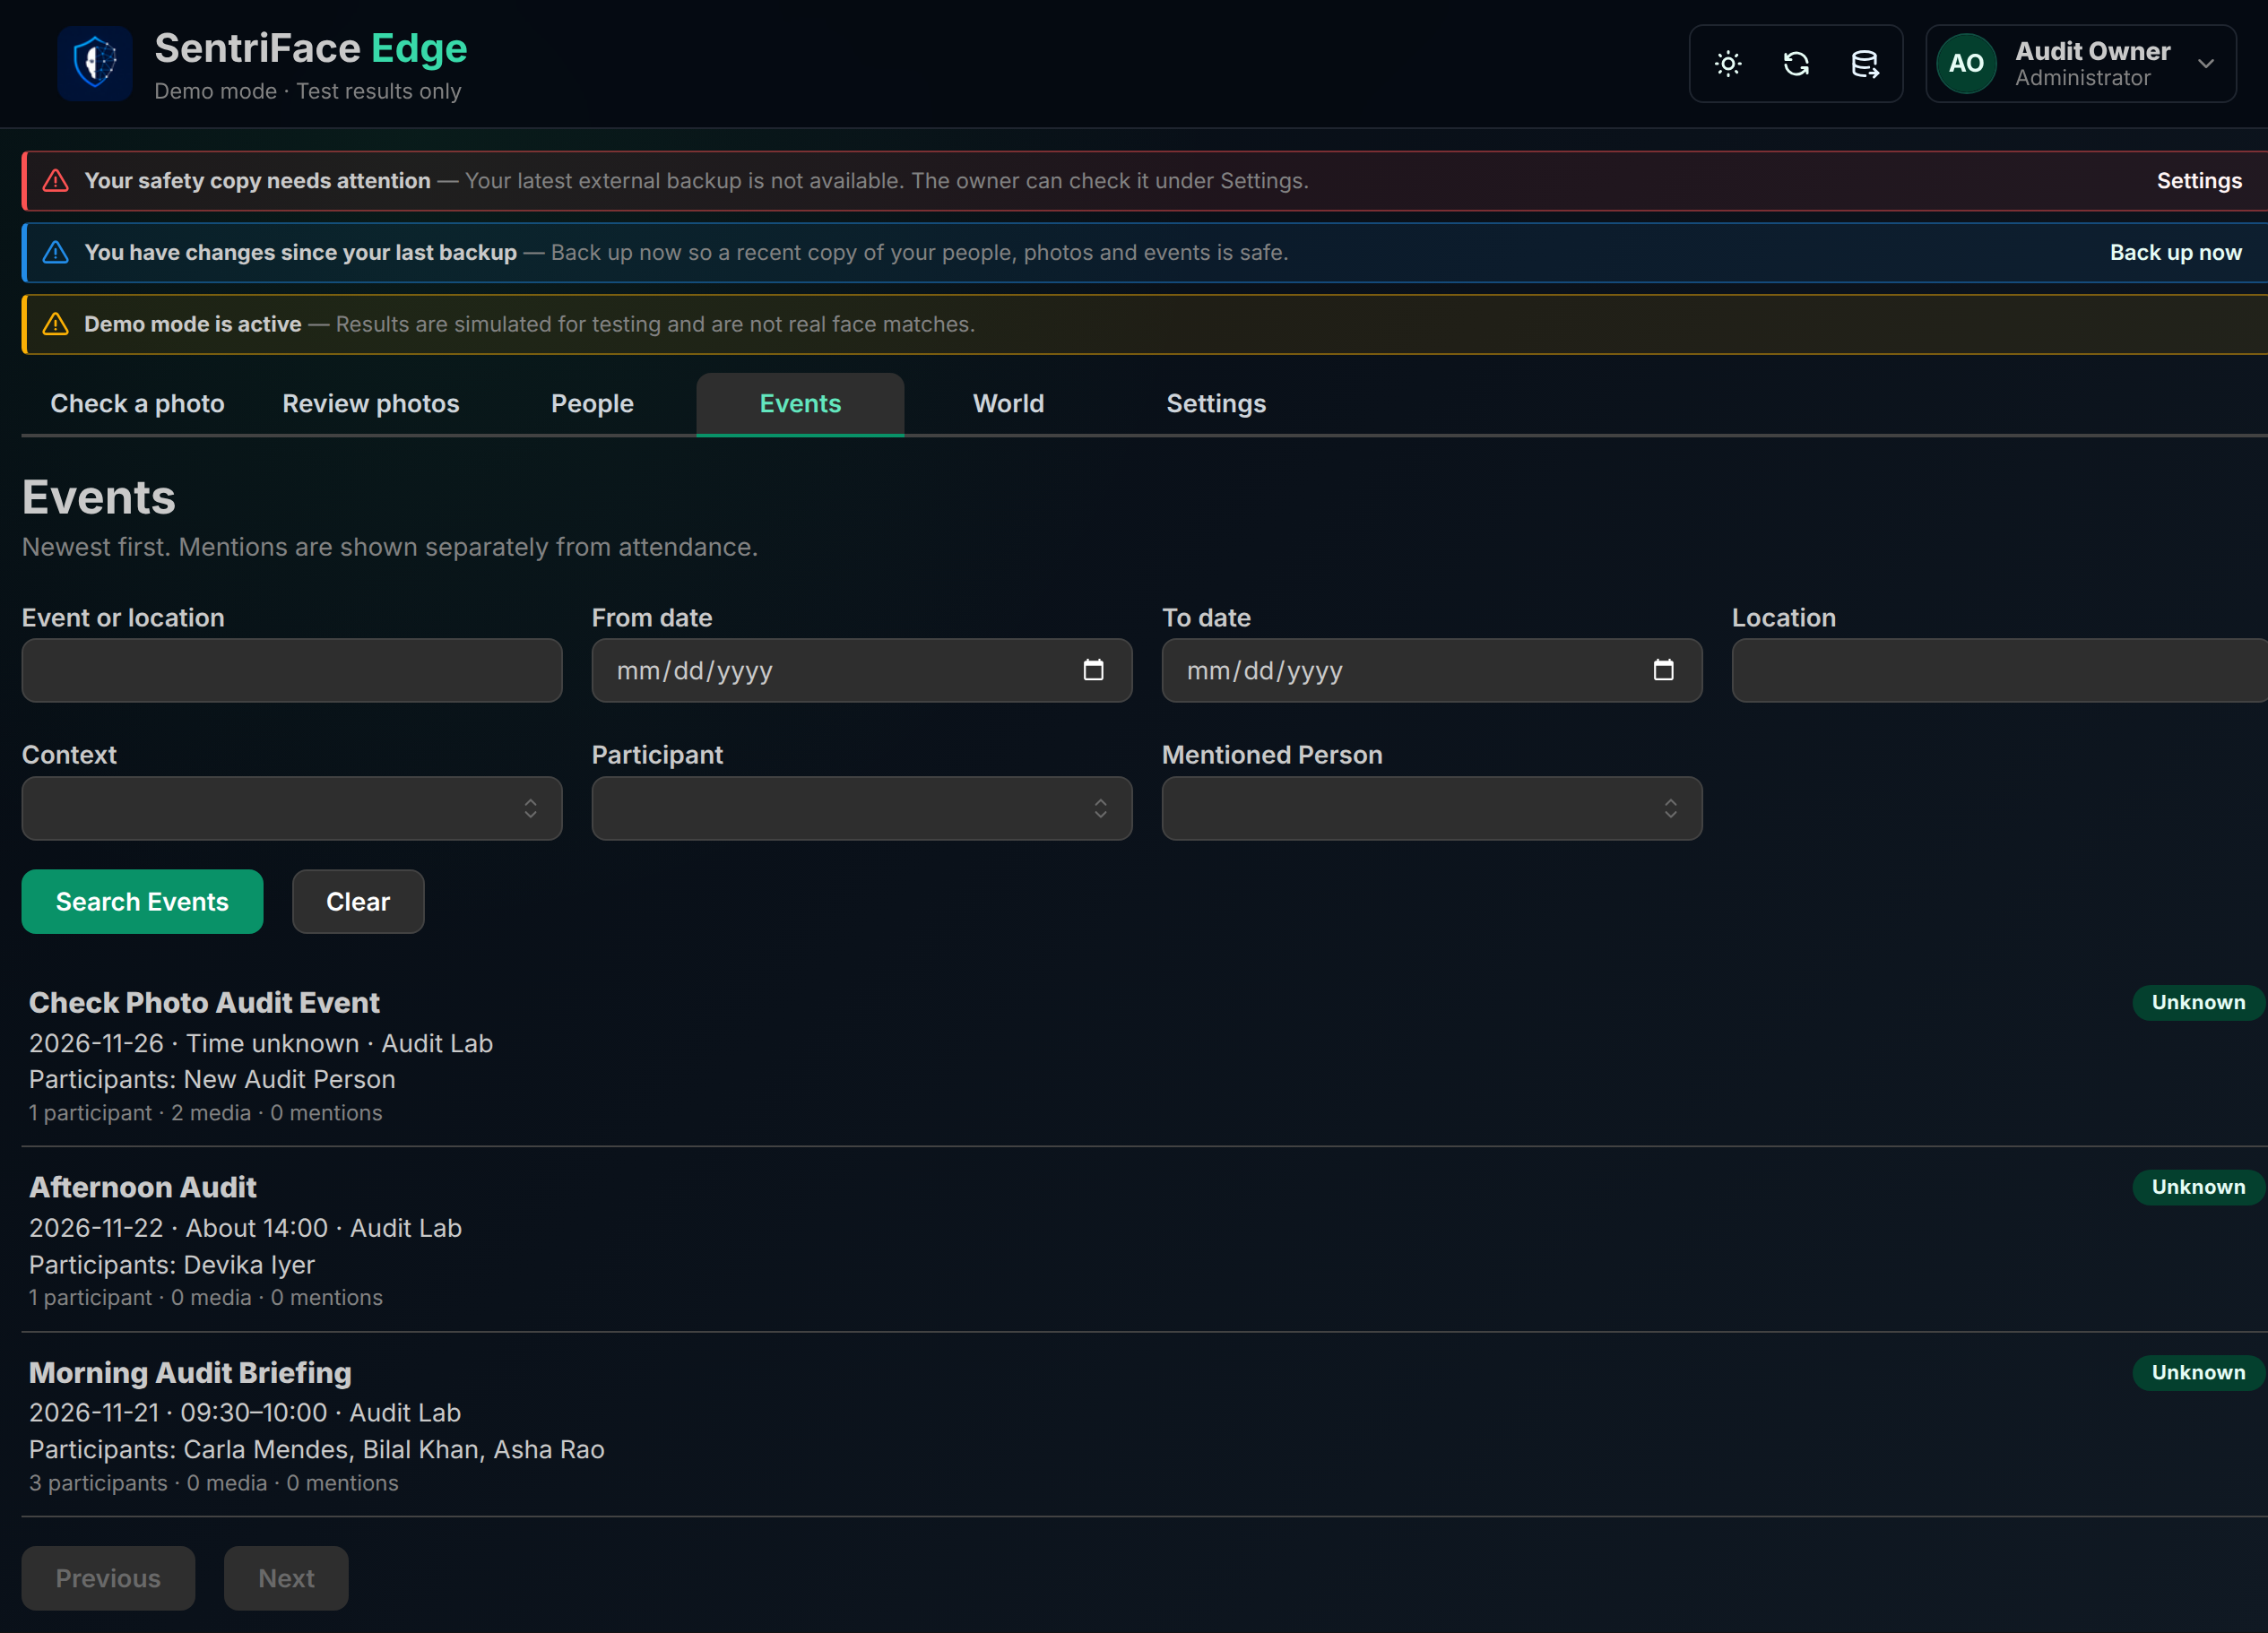 SentriFace Edge
Demo mode · Test results only
AO
Audit Owner
Administrator
Your safety copy needs attention — Your latest external backup is not available. The owner can check it under Settings.
Settings
You have changes since your last backup — Back up now so a recent copy of your people, photos and events is safe.
Back up now
Demo mode is active — Results are simulated for testing and are not real face matches.
Check a photo
Review photos
People
Events
World
Settings
Events
Newest first. Mentions are shown separately from attendance.
Event or location
From date
To date
Location
mm/dd/yyyy
mm/dd/yyyy
Context
Participant
Mentioned Person
Search Events
Clear
Check Photo Audit Event
Unknown
2026-11-26 · Time unknown · Audit Lab
Participants: New Audit Person
1 participant · 2 media · 0 mentions
Afternoon Audit
Unknown
2026-11-22 · About 14:00 · Audit Lab
Participants: Devika Iyer
1 participant · 0 media · 0 mentions
Morning Audit Briefing
Unknown
2026-11-21 · 09:30–10:00 · Audit Lab
Participants: Carla Mendes, Bilal Khan, Asha Rao
3 participants · 0 media · 0 mentions
Previous
Next